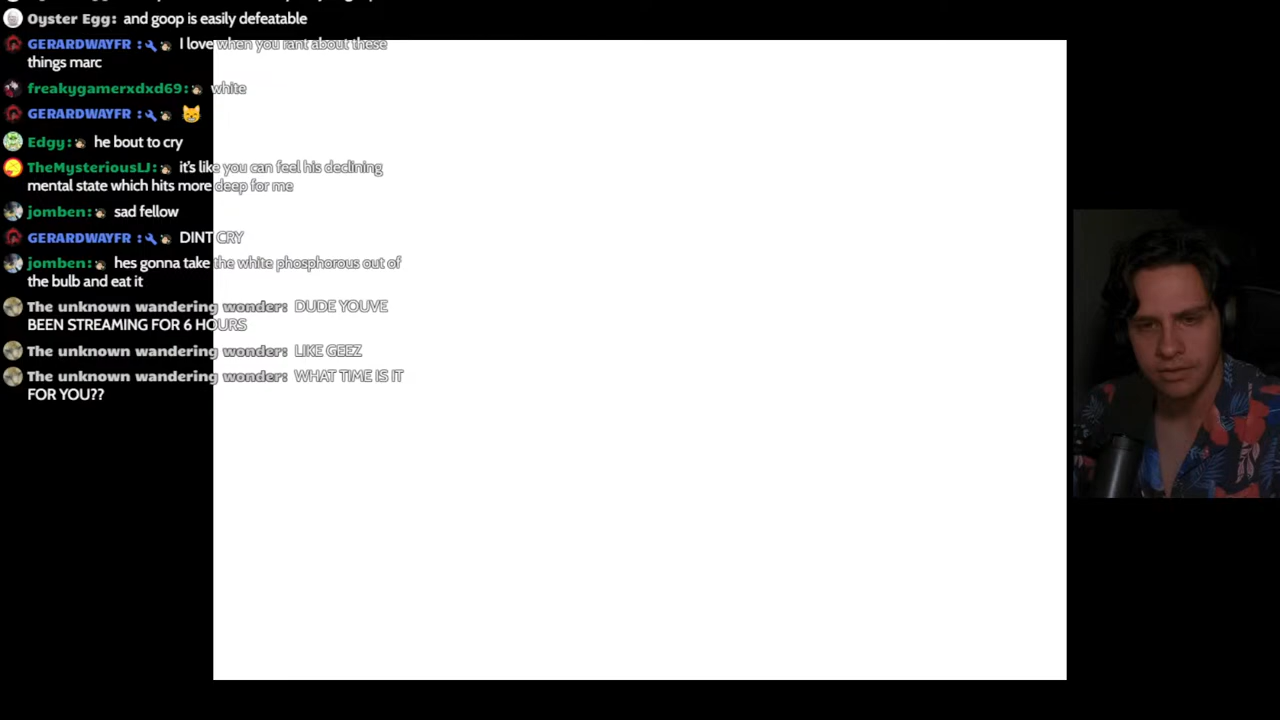 Oyster Egg: and goop is easily defeatable
GERARDWAYFR : I love when you rant about these
things marc
freakygamerxdxd69: white
GERARDWAYFR :
Edgy: he bout to cry
TheMysteriousLJ: it's like you can feel his declining
mental state which hits more deep for me
jomben: sad fellow
GERARDWAYFR : DINT CRY
jomben: hes gonna take the white phosphorous out of
the bulb and eat it
The unknown wandering wonder: DUDE YOUVE
BEEN STREAMING FOR 6 HOURS
The unknown wandering wonder: LIKE GEEZ
The unknown wandering wonder: WHAT TIME IS IT
FOR YOU??